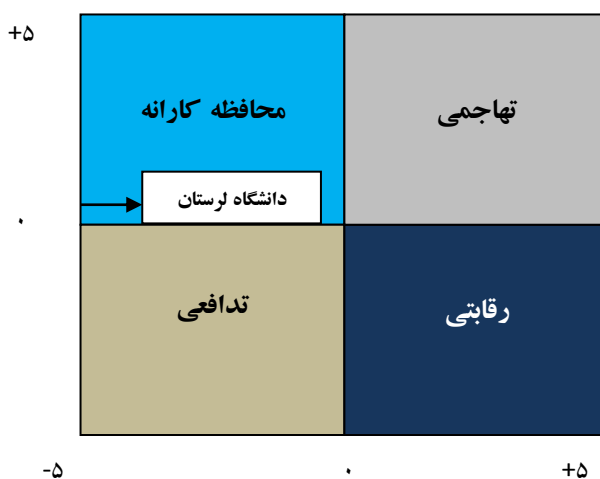 +۵
تهاجمی
محافظه کارانه
دانشگاه لرستان
۰
رقابتی
تدافعی
-۵
۰
+۵